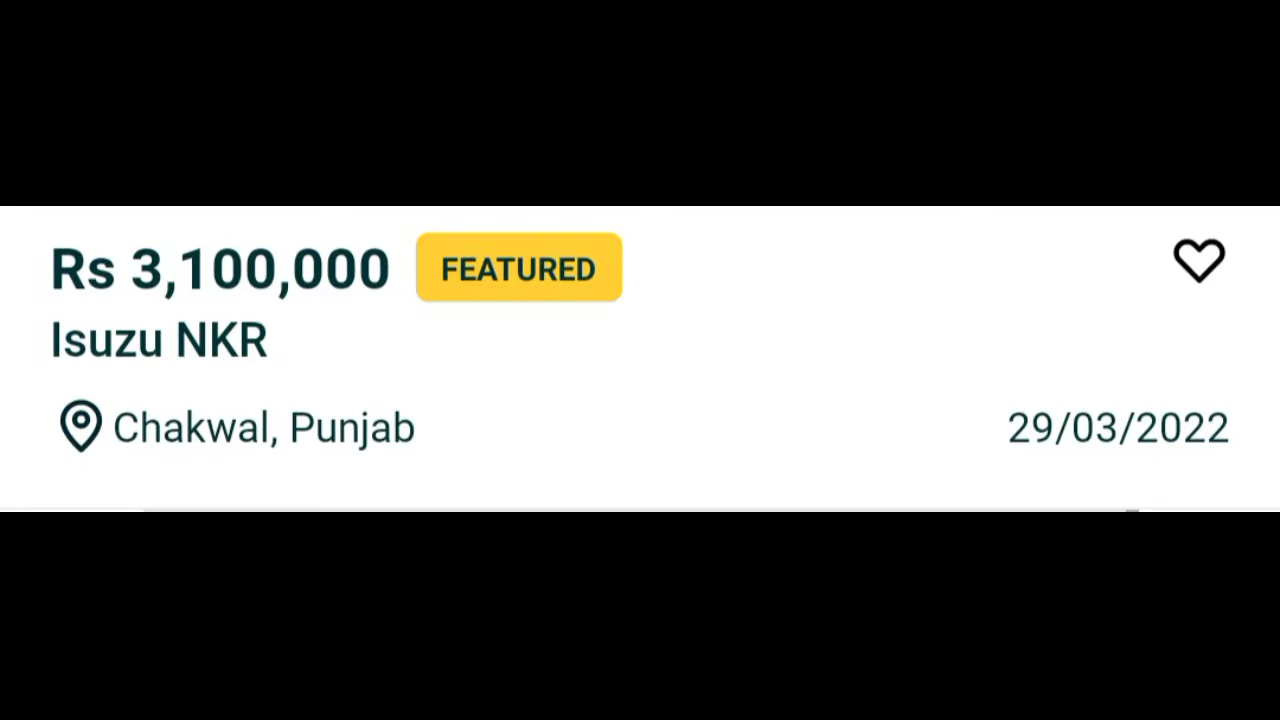 Rs 3,100,000 FEATURED
Isuzu NKR
Chakwal, Punjab 29/03/2022